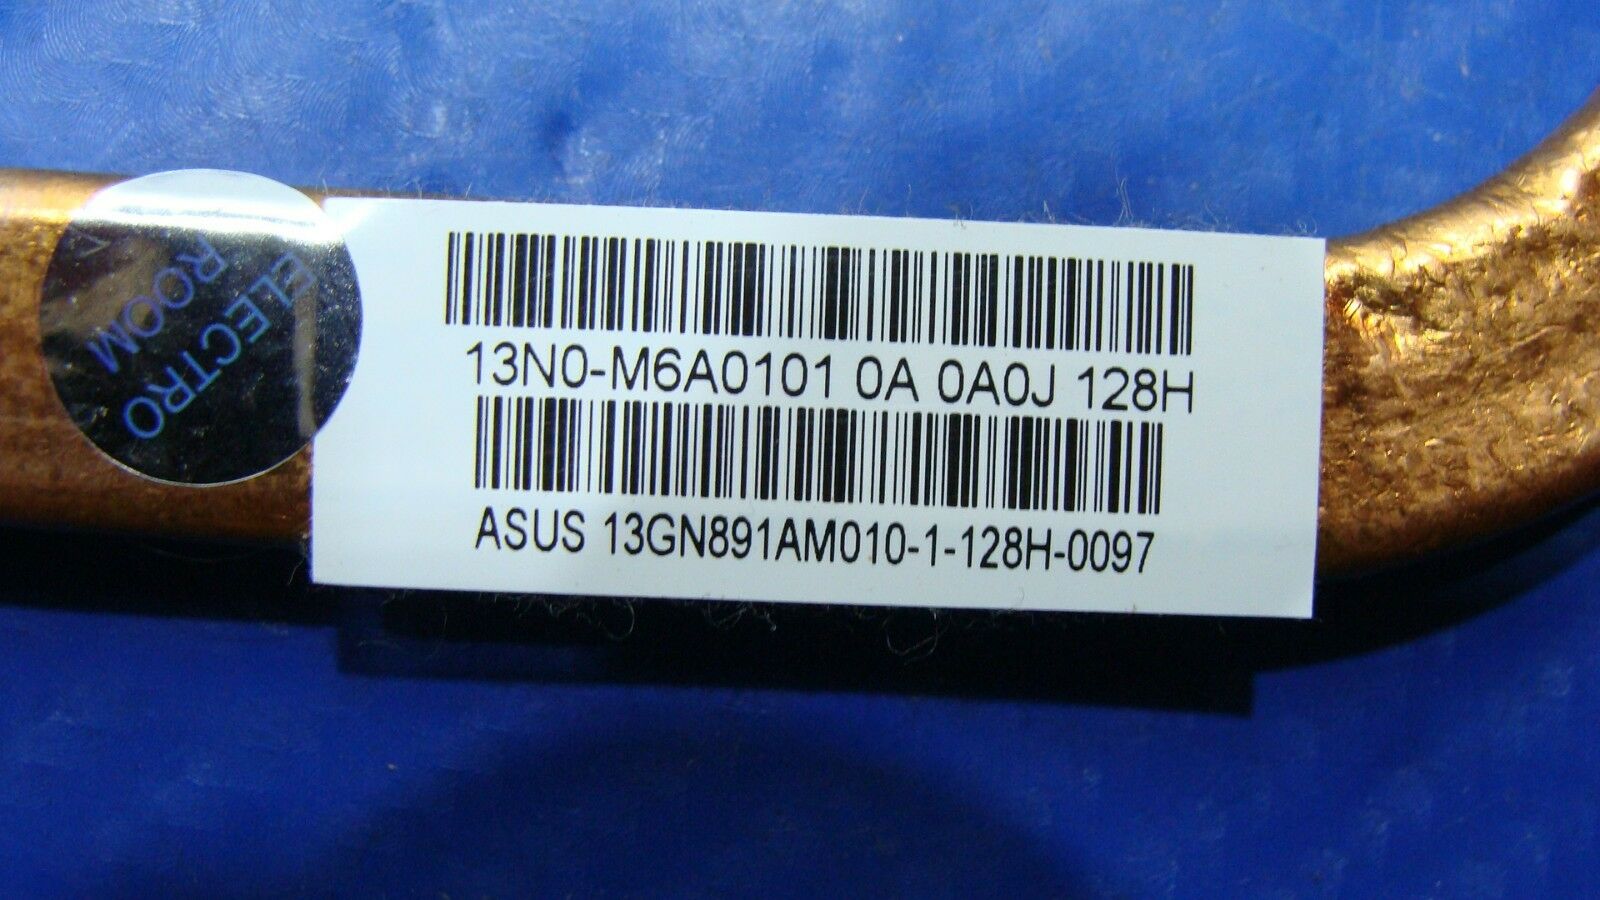 ELECTRO
ROOM
13N0-M6A0101 0A 0A0J 128H
ASUS 13GN891AM010-1-128H-0097